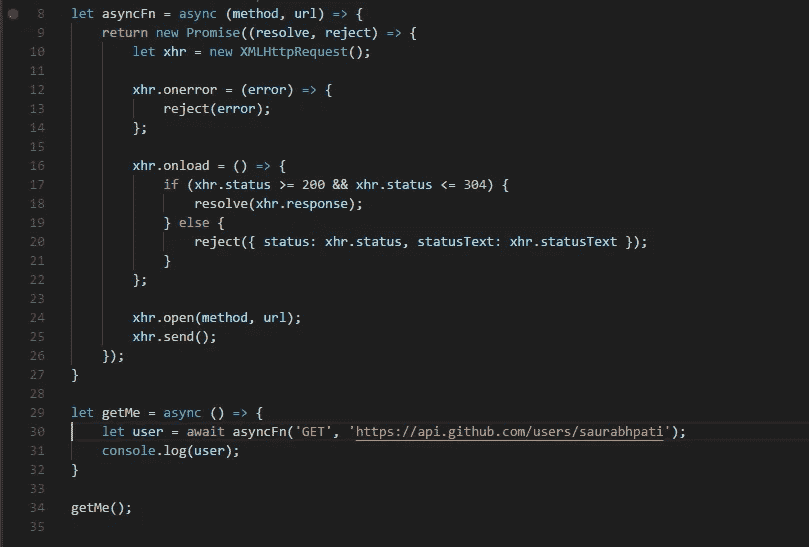 8 let asyncFn = async (method, url) => {
9 return new Promise((resolve, reject) => {
10 let xhr = new XMLHttpRequest();
11
12 xhr.onerror = (error) => {
13 reject(error);
14 };
15
16 xhr.onload = () => {
17 if (xhr.status >= 200 && xhr.status <= 304) {
18 resolve(xhr.response);
19 } else {
20 reject({ status: xhr.status, statusText: xhr.statusText });
21 }
22 };
23
24 xhr.open(method, url);
25 xhr.send();
26 });
27 }
28
29 let getMe = async () => {
30 let user = await asyncFn('GET', 'https://api.github.com/users/saurabhpati');
31 console.log(user);
32 }
33
34 getMe();
35